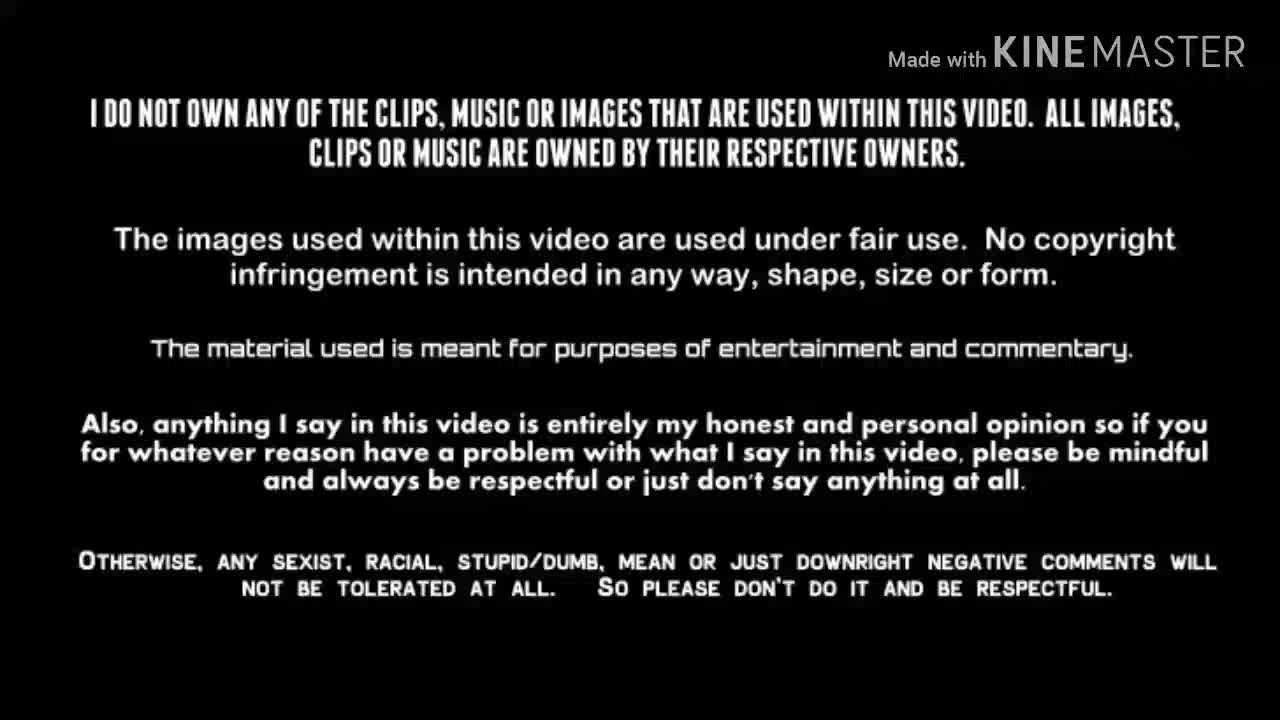 Made with KINEMASTER
I DO NOT OWN ANY OF THE CLIPS, MUSIC OR IMAGES THAT ARE USED WITHIN THIS VIDEO. ALL IMAGES,
CLIPS OR MUSIC ARE OWNED BY THEIR RESPECTIVE OWNERS.
The images used within this video are used under fair use. No copyright
infringement is intended in any way, shape, size or form.
The material used is meant for purposes of entertainment and commentary.
Also, anything I say in this video is entirely my honest and personal opinion so if you
for whatever reason have a problem with what I say in this video, please be mindful
and always be respectful or just don't say anything at all.
OTHERWISE, ANY SEXIST, RACIAL, STUPID/DUMB, MEAN OR JUST DOWNRIGHT NEGATIVE COMMENTS WILL
NOT BE TOLERATED AT ALL. SO PLEASE DON'T DO IT AND BE RESPECTFUL.